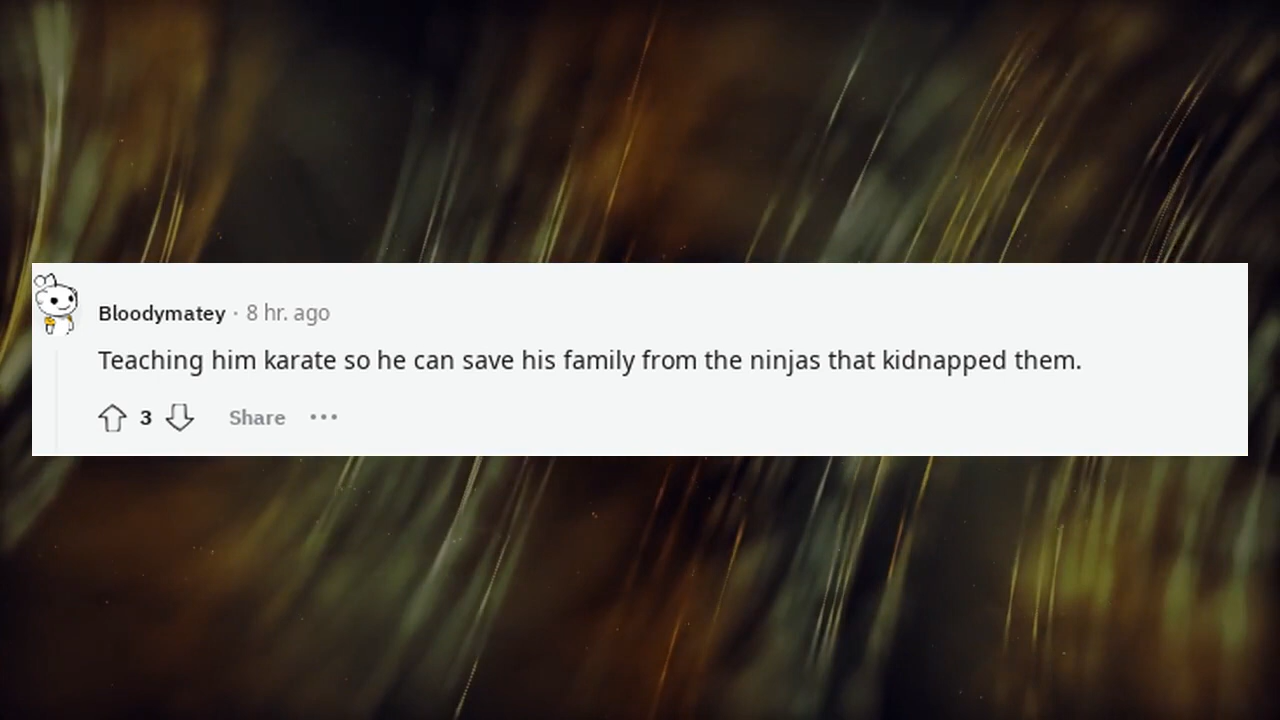 Bloodymatey · 8 hr. ago
Teaching him karate so he can save his family from the ninjas that kidnapped them.
3 Share •••